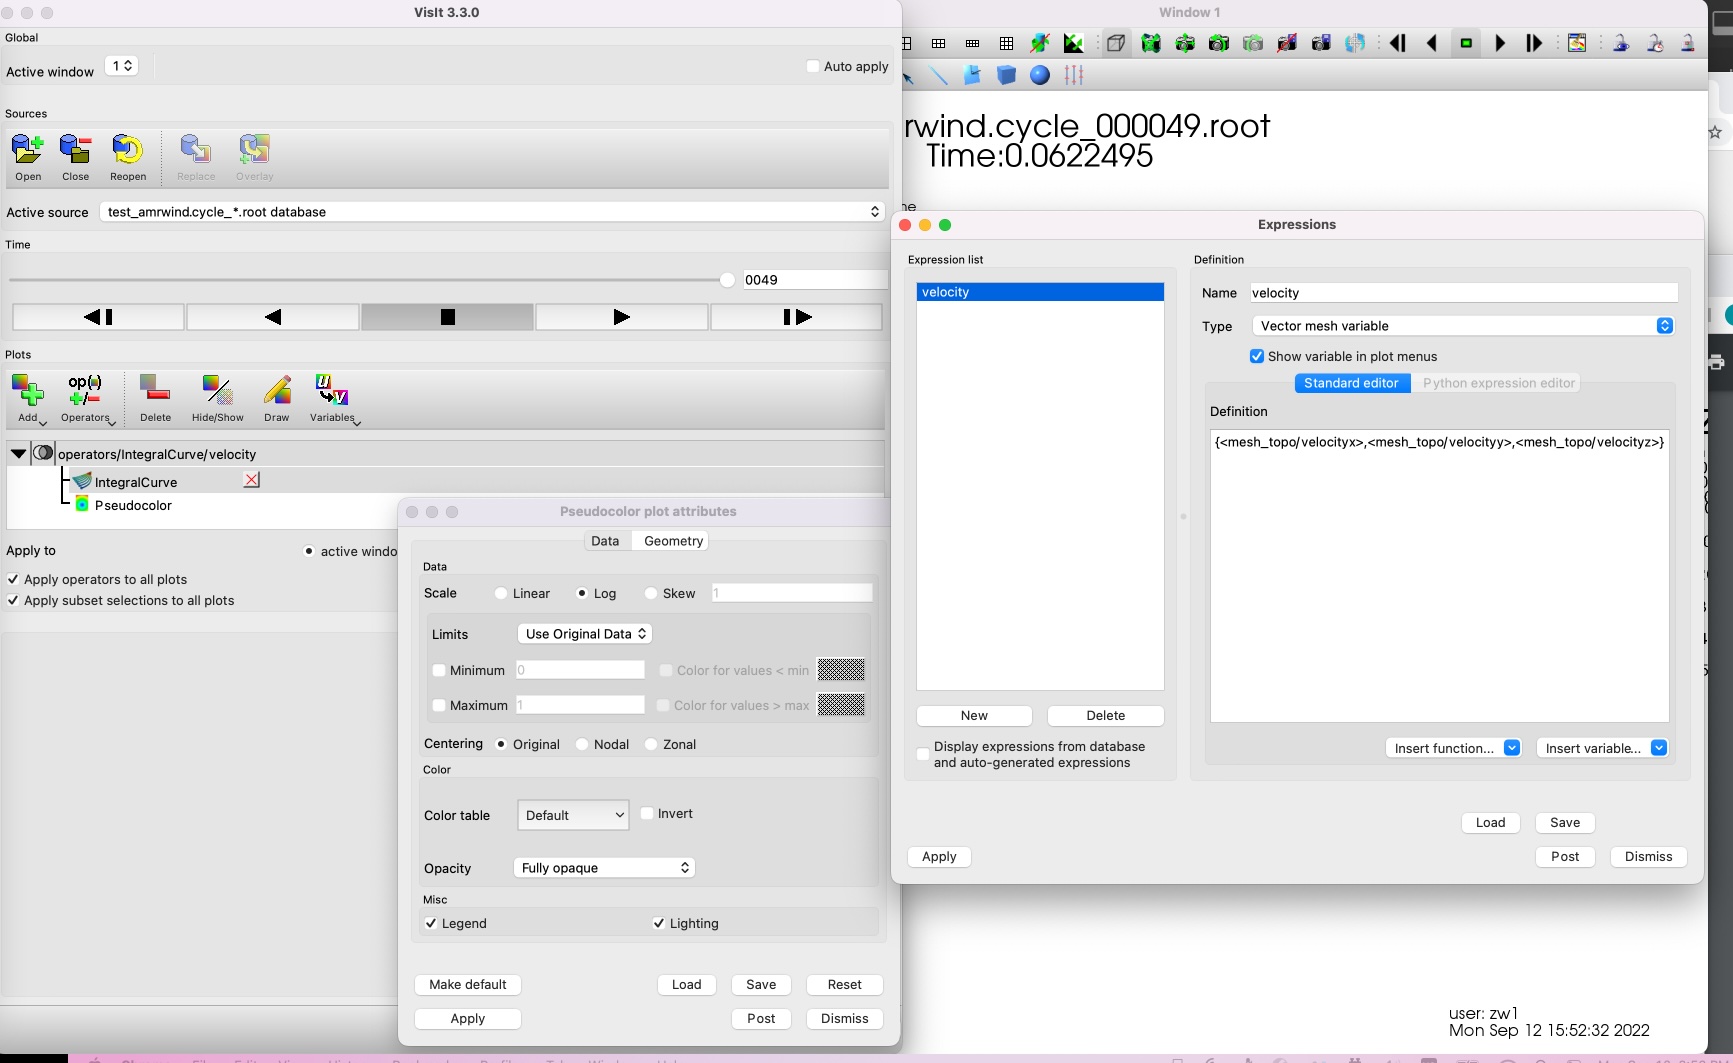 VisIt 3.3.0
Global
Active window 1
Auto apply
Sources
Open Close Reopen Replace Overlay
Active source test_amrwind.cycle_*.root database
Time
0049
Plots
Add Operators Delete Hide/Show Draw Variables
operators/IntegralCurve/velocity
IntegralCurve
Pseudocolor
Apply to active windo
Apply operators to all plots
Apply subset selections to all plots
Pseudocolor plot attributes
Data Geometry
Data
Scale Linear Log Skew 1
Limits Use Original Data
Minimum 0 Color for values < min
Maximum 1 Color for values > max
Centering Original Nodal Zonal
Color
Color table Default Invert
Opacity Fully opaque
Misc
Legend Lighting
Make default Load Save Reset
Apply Post Dismiss
Window 1
rwind.cycle_000049.root
Time:0.0622495
Expressions
Expression list
velocity
New Delete
Display expressions from database
and auto-generated expressions
Definition
Name velocity
Type Vector mesh variable
Show variable in plot menus
Standard editor Python expression editor
Definition
{<mesh_topo/velocityx>,<mesh_topo/velocityy>,<mesh_topo/velocityz>}
Insert function... Insert variable...
Load Save
Apply Post Dismiss
user: zw1
Mon Sep 12 15:52:32 2022